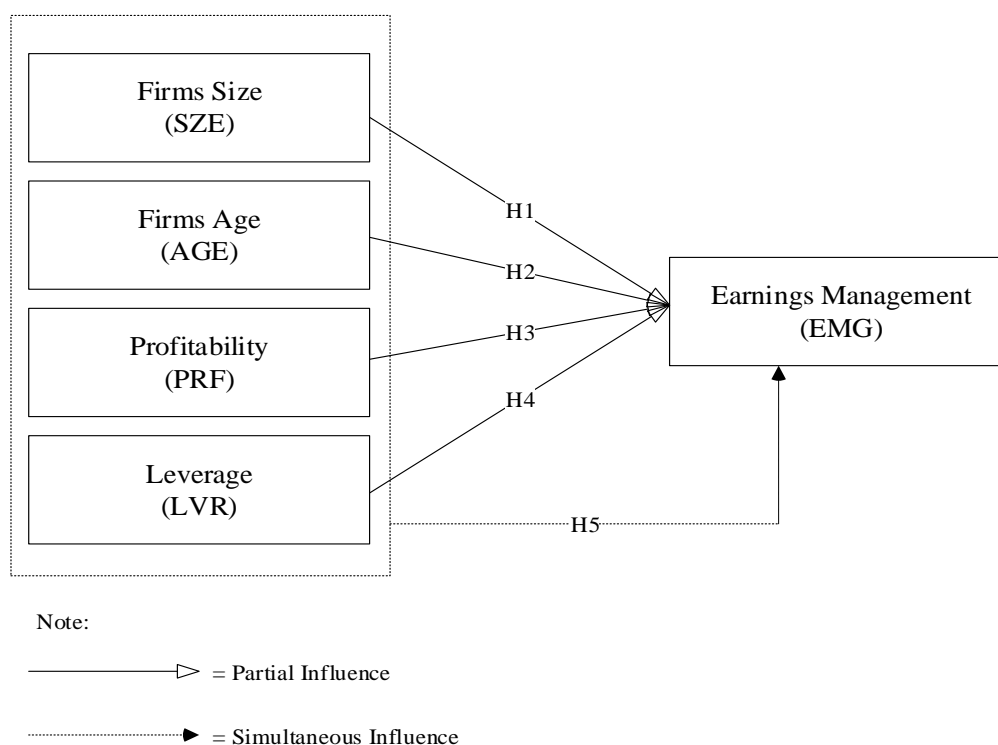 Firms Size
(SZE)
Firms Age
(AGE)
Profitability
(PRF)
Leverage
(LVR)
H1
H2
H3
H4
H5
Earnings Management
(EMG)
Note:
= Partial Influence
= Simultaneous Influence